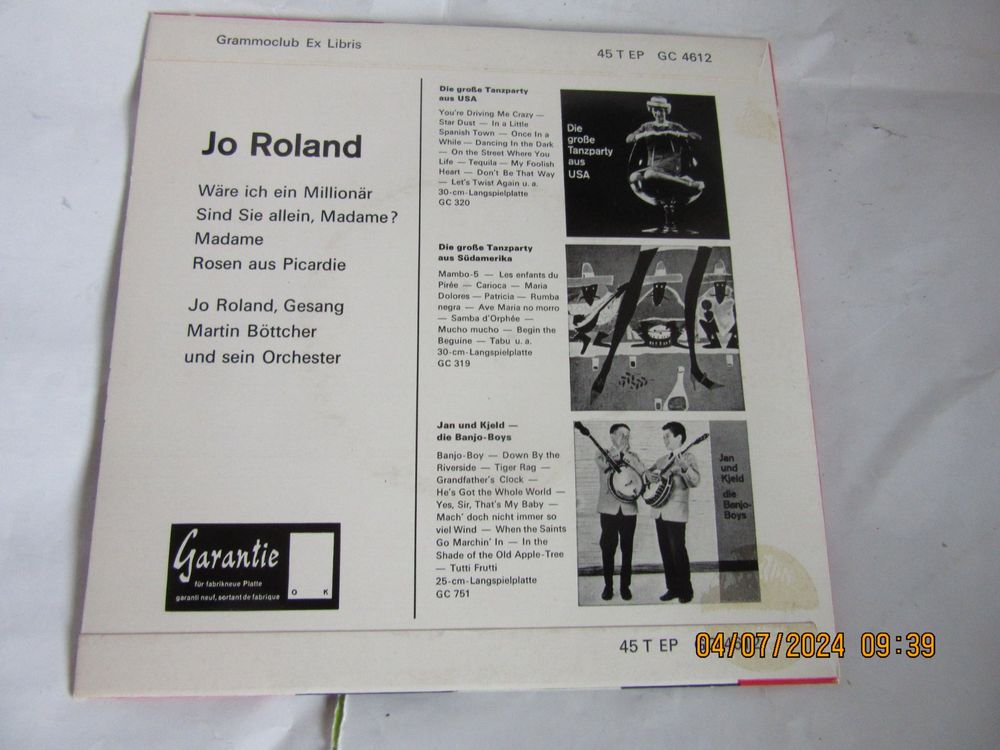 Grammoclub Ex Libris
45 T EP GC 4612
Jo Roland
Wäre ich ein Millionär
Sind Sie allein, Madame?
Madame
Rosen aus Picardie
Jo Roland, Gesang
Martin Böttcher
und sein Orchester
Garantie
für fabrikneue Platte
garanti neuf, sortant de fabrique
O K
Die große Tanzparty
aus USA
You're Driving Me Crazy —
Star Dust — In a Little
Spanish Town — Once In a
While — Dancing In the Dark
— On the Street Where You
Life — Tequila — My Foolish
Heart — Don't Be That Way
— Let's Twist Again u. a.
30-cm-Langspielplatte
GC 320
Die
große
Tanzparty
aus
USA
Die große Tanzparty
aus Südamerika
Mambo-5 — Les enfants du
Pirée — Carioca — Maria
Dolores — Patricia — Rumba
negra — Ave Maria no morro
— Samba d'Orphée —
Mucho mucho — Begin the
Beguine — Tabu u. a.
30-cm-Langspielplatte
GC 319
Jan und Kjeld —
die Banjo-Boys
Banjo-Boy — Down By the
Riverside — Tiger Rag —
Grandfather's Clock —
He's Got the Whole World —
Yes, Sir, That's My Baby —
Mach' doch nicht immer so
viel Wind — When the Saints
Go Marchin' In — In the
Shade of the Old Apple-Tree
— Tutti Frutti
25-cm-Langspielplatte
GC 751
Jan
und
Kjeld
die
Banjo-
Boys
45 T EP
04/07/2024 09:39